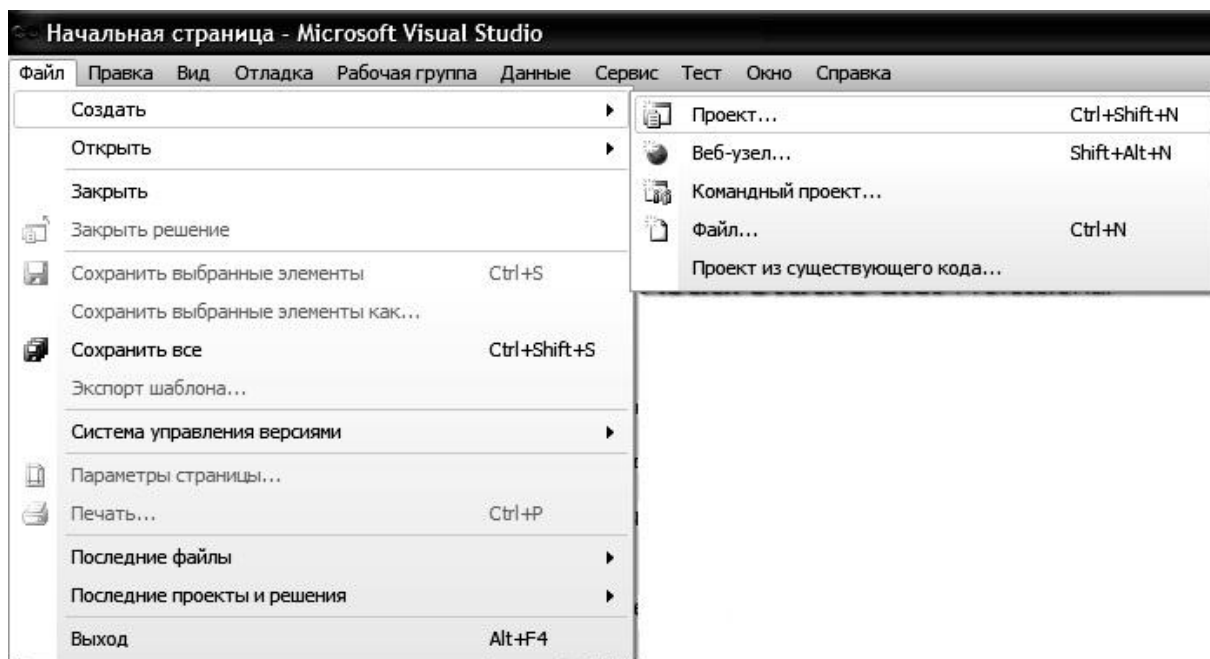 Начальная страница - Microsoft Visual Studio
Файл Правка Вид Отладка Рабочая группа Данные Сервис Тест Окно Справка
Создать
Открыть
Закрыть
Закрыть решение
Сохранить выбранные элементы Ctrl+S
Сохранить выбранные элементы как...
Сохранить все Ctrl+Shift+S
Экспорт шаблона...
Система управления версиями
Параметры страницы...
Печать... Ctrl+P
Последние файлы
Последние проекты и решения
Выход Alt+F4
Проект... Ctrl+Shift+N
Веб-узел... Shift+Alt+N
Командный проект...
Файл... Ctrl+N
Проект из существующего кода...